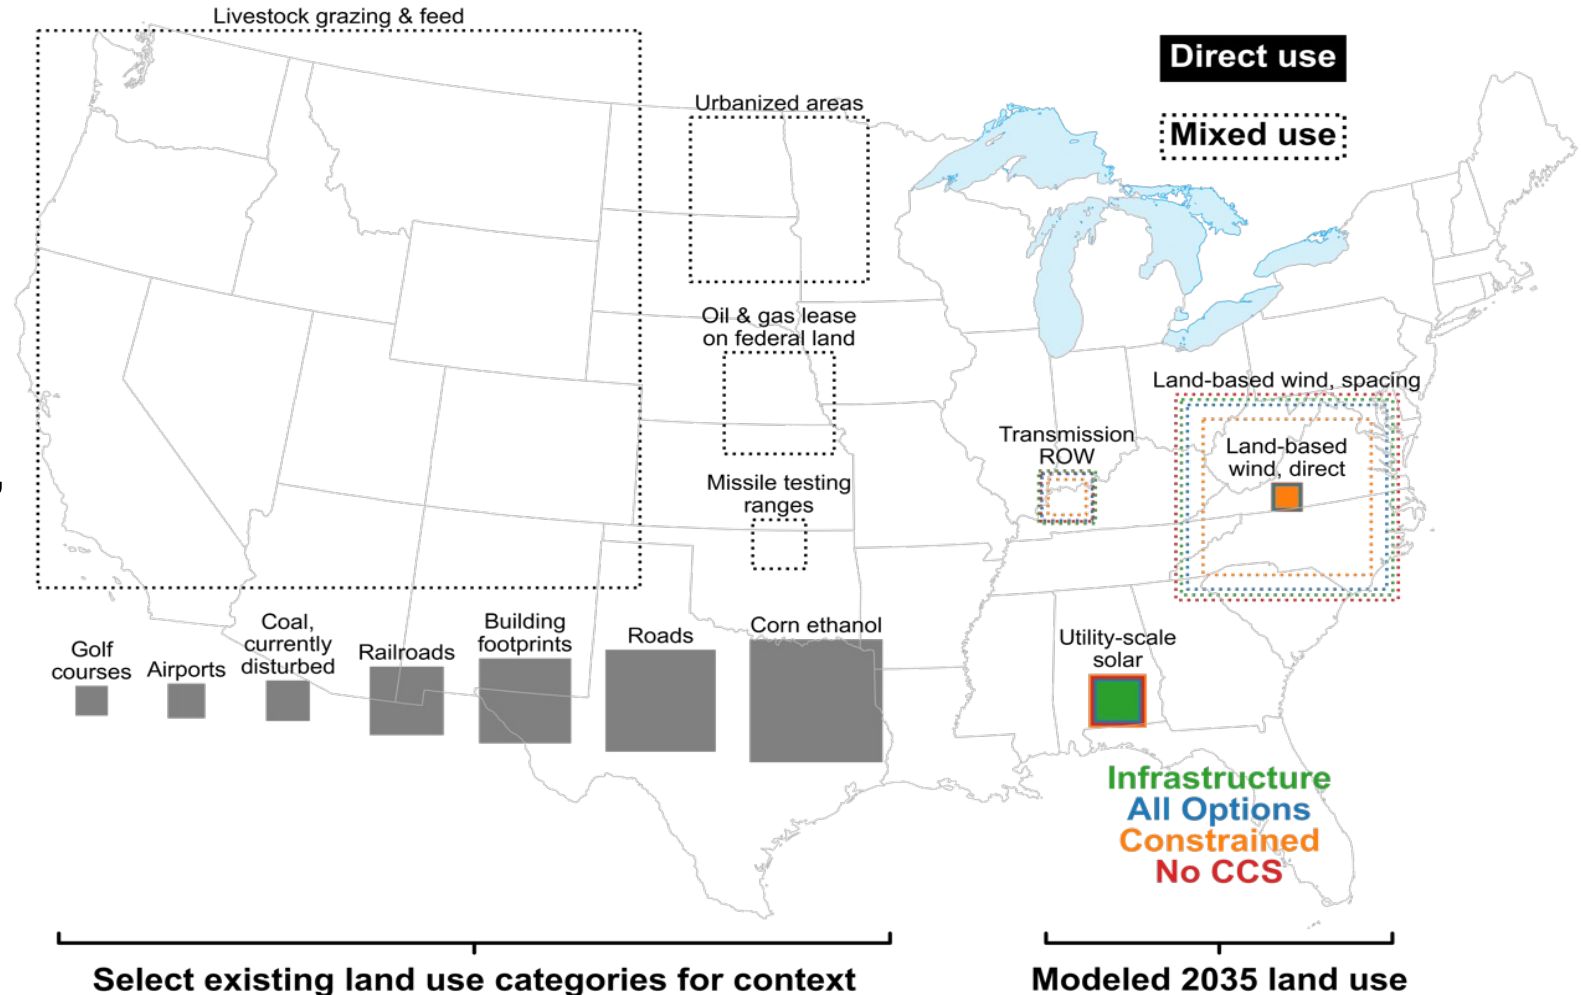 Livestock grazing & feed
Direct use
Urbanized areas
Mixed use
Oil & gas lease
on federal land
Land-based wind, spacing
Transmission
ROW
Land-based
wind, direct
Missile testing
ranges
Golf
courses
Airports
Coal,
currently
disturbed
Railroads
Building
footprints
Roads
Corn ethanol
Utility-scale
solar
Infrastructure
All Options
Constrained
No CCS
Select existing land use categories for context
Modeled 2035 land use